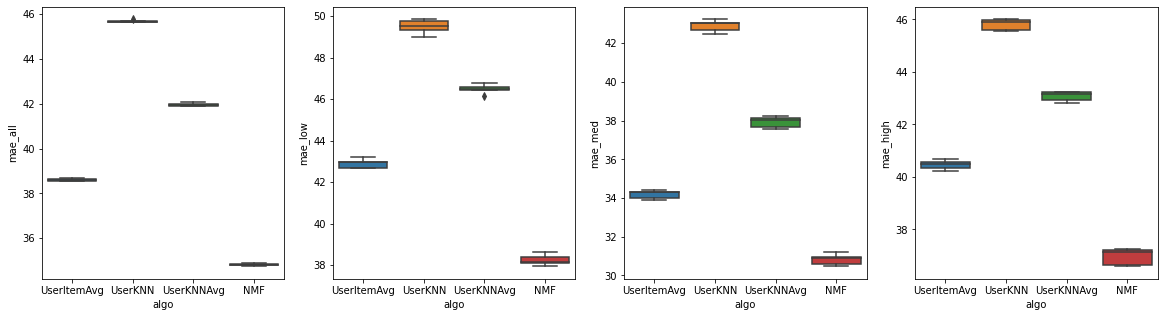 mae_all
46
44
42
40
38
36
UserItemAvg UserKNN UserKNNAvg NMF
algo
mae_low
50
48
46
44
42
40
38
UserItemAvg UserKNN UserKNNAvg NMF
algo
mae_med
42
40
38
36
34
32
30
UserItemAvg UserKNN UserKNNAvg NMF
algo
mae_high
46
44
42
40
38
UserItemAvg UserKNN UserKNNAvg NMF
algo